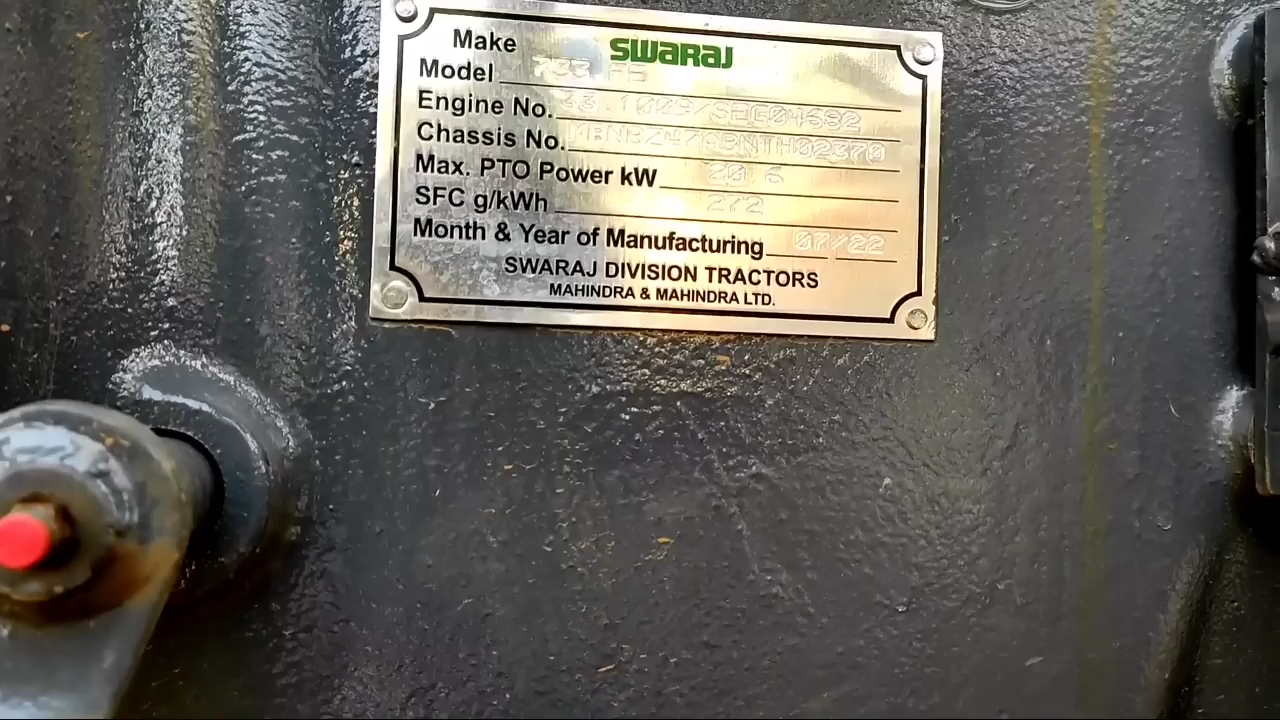 Make SWARAJ
Model 733 FE
Engine No. 33.1009/SEG04682
Chassis No.
Max. PTO Power kW 20.6
SFC g/kWh 272
Month & Year of Manufacturing 07/22
SWARAJ DIVISION TRACTORS
MAHINDRA & MAHINDRA LTD.